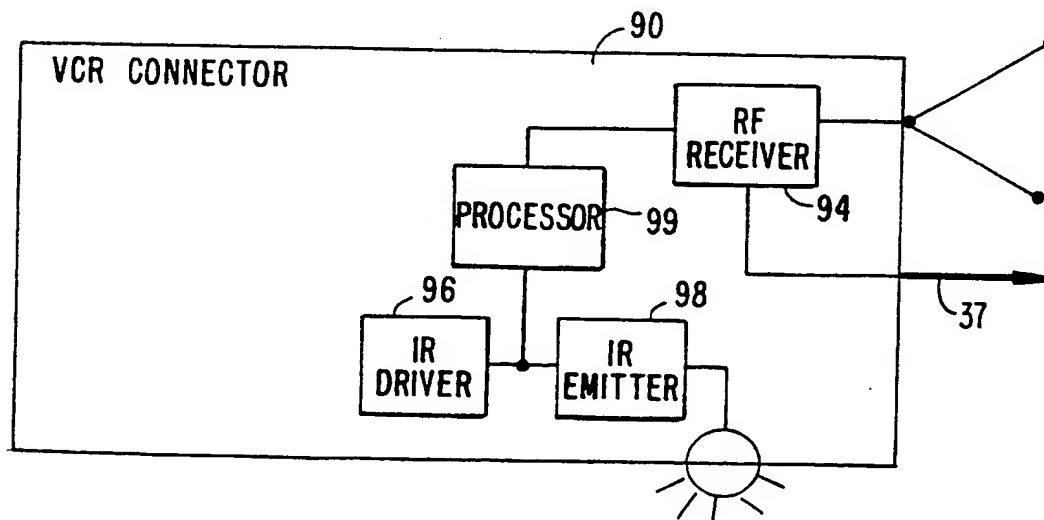 90
VCR CONNECTOR
RF
RECEIVER
94
PROCESSOR
99
37
96
98
IR
DRIVER
IR
EMITTER